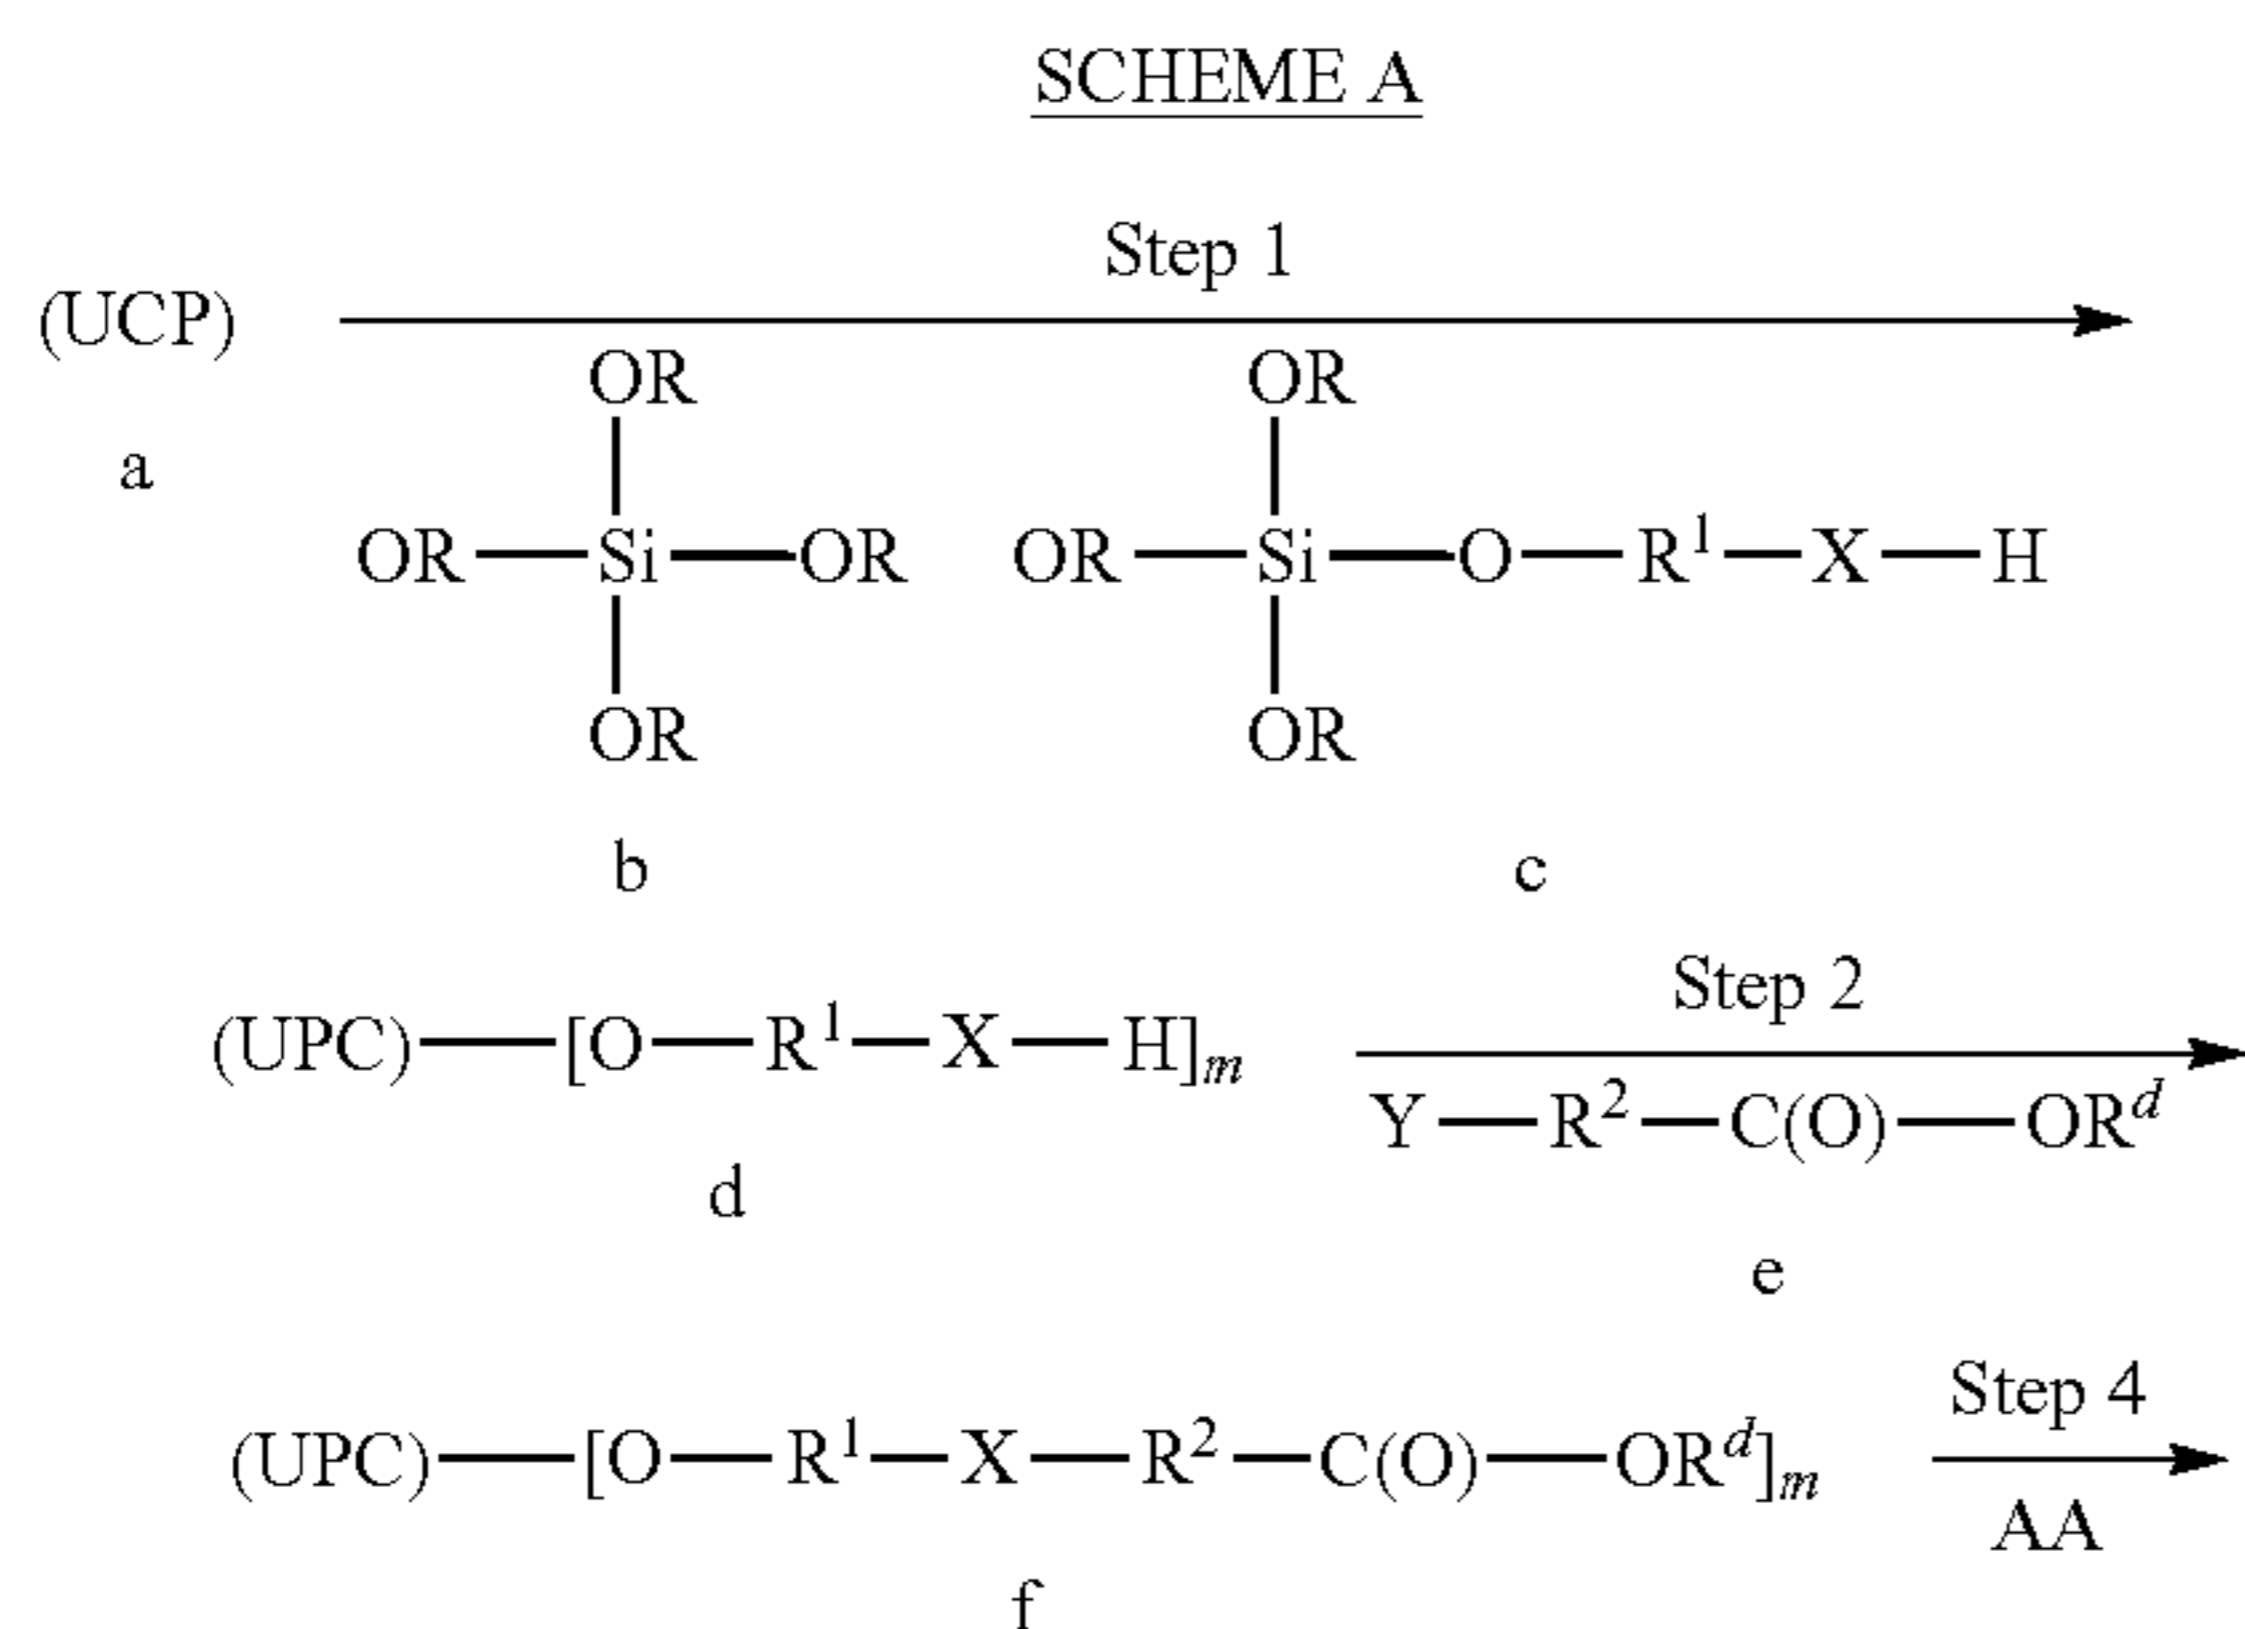 SCHEME A
Step 1
(UCP)
a
OR OR
OR—Si—OR OR—Si—O—R¹—X—H
OR OR
b c
(UPC)—[O—R¹—X—H]m
d
Step 2
Y—R²—C(O)—ORᵈ
e
(UPC)—[O—R¹—X—R²—C(O)—ORᵈ]m
f
Step 4
AA